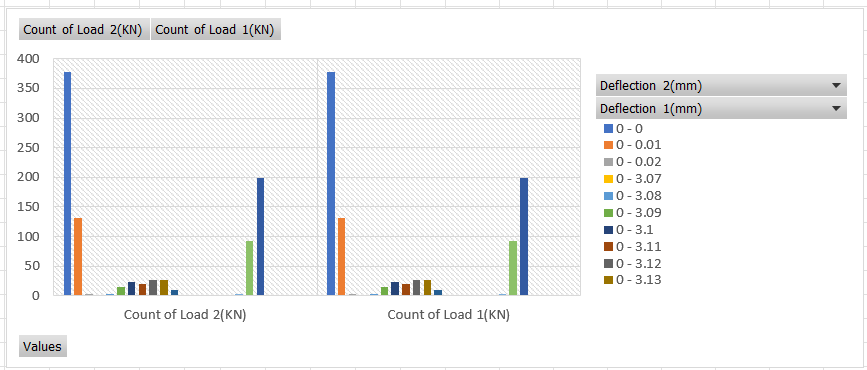 Count of Load 2(KN) Count of Load 1(KN)
400
350
300
250
200
150
100
50
0
Count of Load 2(KN) Count of Load 1(KN)
Deflection 2(mm)
Deflection 1(mm)
0 - 0
0 - 0.01
0 - 0.02
0 - 3.07
0 - 3.08
0 - 3.09
0 - 3.1
0 - 3.11
0 - 3.12
0 - 3.13
Values